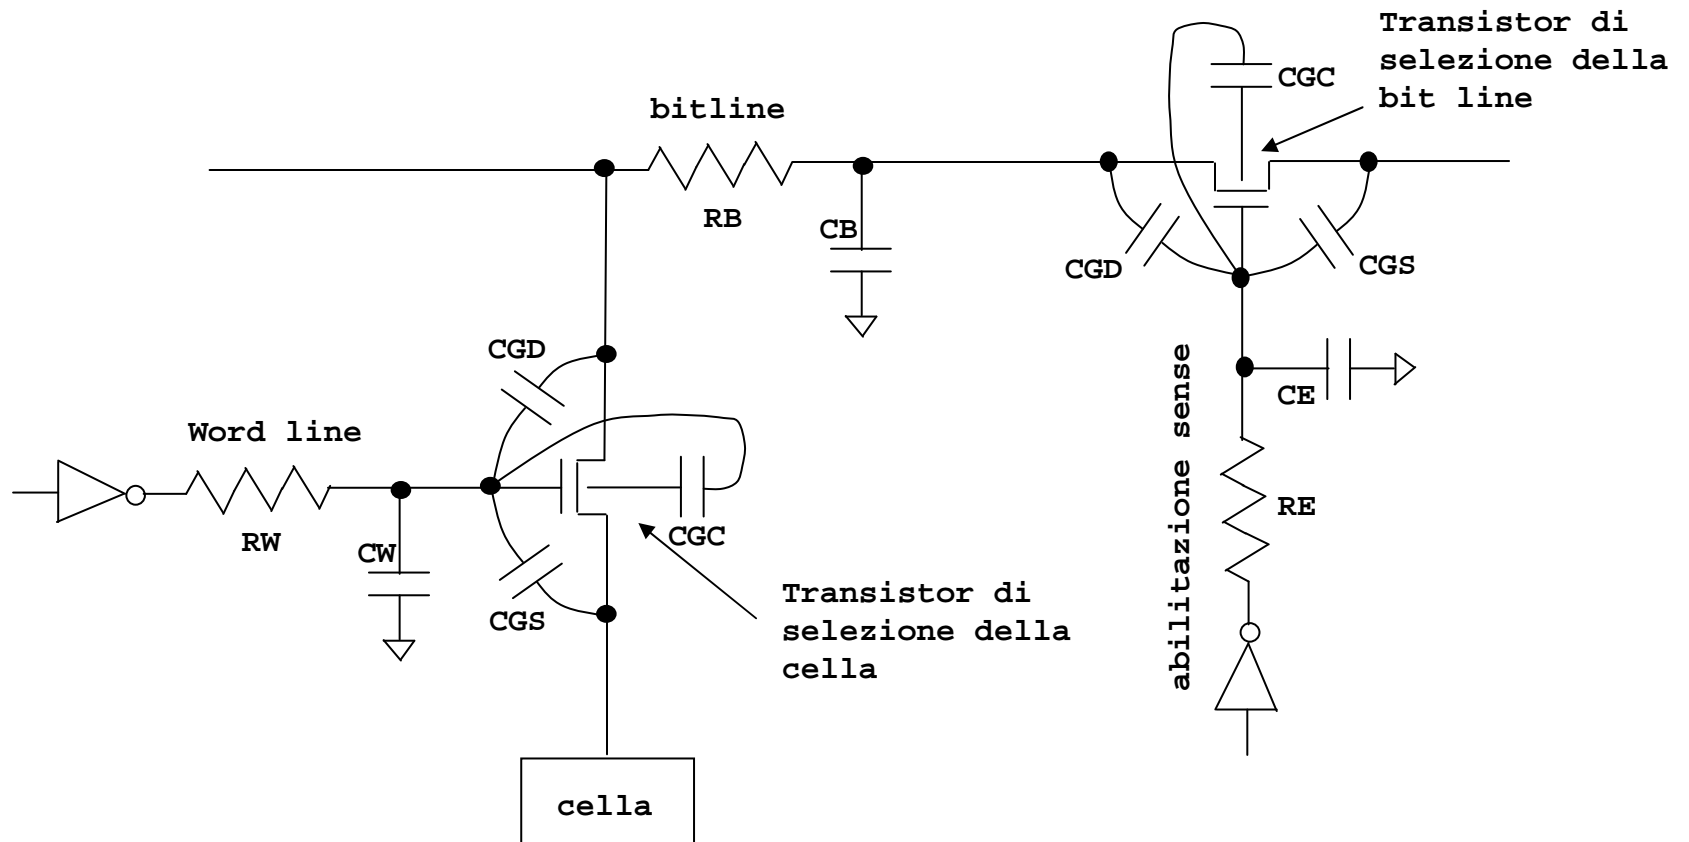 Transistor di
selezione della
bit line
CGC
bitline
RB
CB
CGD
CGS
CGD
CE
abilitazione sense
Word line
RE
RW
CW
CGC
CGS
Transistor di
selezione della
cella
cella